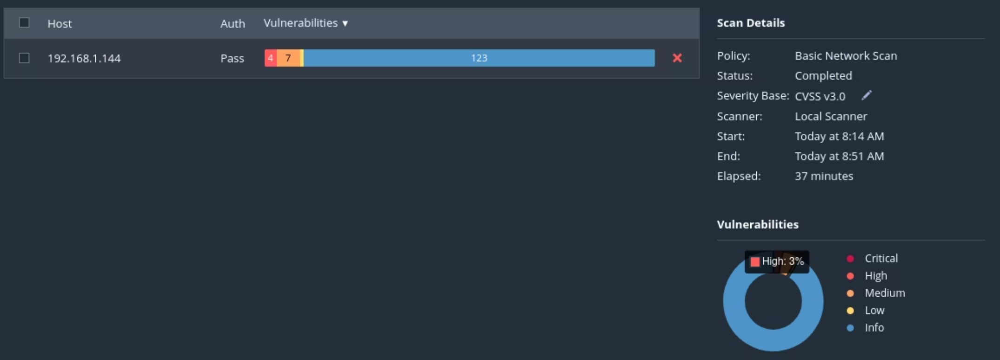 Host Auth Vulnerabilities ▼
192.168.1.144 Pass 4 7 123
Scan Details
Policy: Basic Network Scan
Status: Completed
Severity Base: CVSS v3.0
Scanner: Local Scanner
Start: Today at 8:14 AM
End: Today at 8:51 AM
Elapsed: 37 minutes
Vulnerabilities
High: 3%
Critical
High
Medium
Low
Info